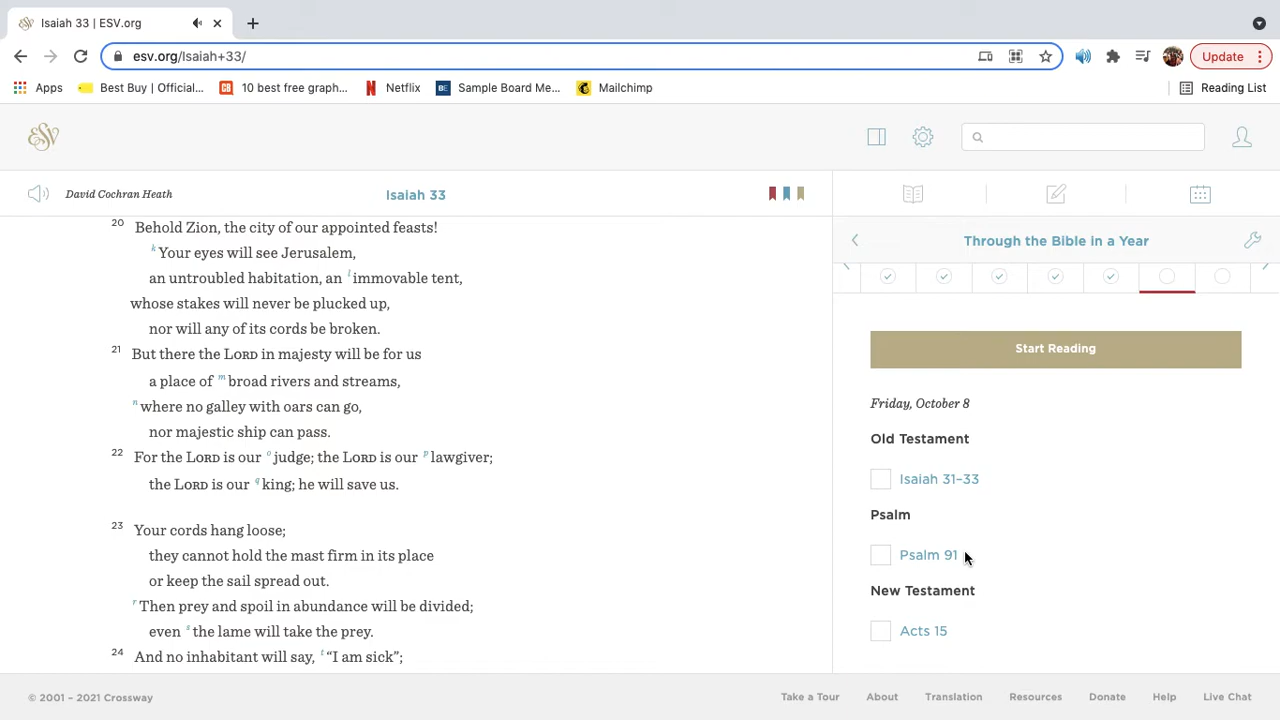 Isaiah 33 | ESV.org
esv.org/Isaiah+33/
Update
Apps
Best Buy | Official...
10 best free graph...
Netflix
Sample Board Me...
Mailchimp
Reading List
ESV
David Cochran Heath
Isaiah 33
20 Behold Zion, the city of our appointed feasts!
k Your eyes will see Jerusalem,
an untroubled habitation, an l immovable tent,
whose stakes will never be plucked up,
nor will any of its cords be broken.
21 But there the LORD in majesty will be for us
a place of m broad rivers and streams,
n where no galley with oars can go,
nor majestic ship can pass.
22 For the LORD is our o judge; the LORD is our p lawgiver;
the LORD is our q king; he will save us.
23 Your cords hang loose;
they cannot hold the mast firm in its place
or keep the sail spread out.
r Then prey and spoil in abundance will be divided;
even s the lame will take the prey.
24 And no inhabitant will say, t “I am sick”;
Through the Bible in a Year
Start Reading
Friday, October 8
Old Testament
Isaiah 31–33
Psalm
Psalm 91
New Testament
Acts 15
© 2001 – 2021 Crossway
Take a Tour
About
Translation
Resources
Donate
Help
Live Chat